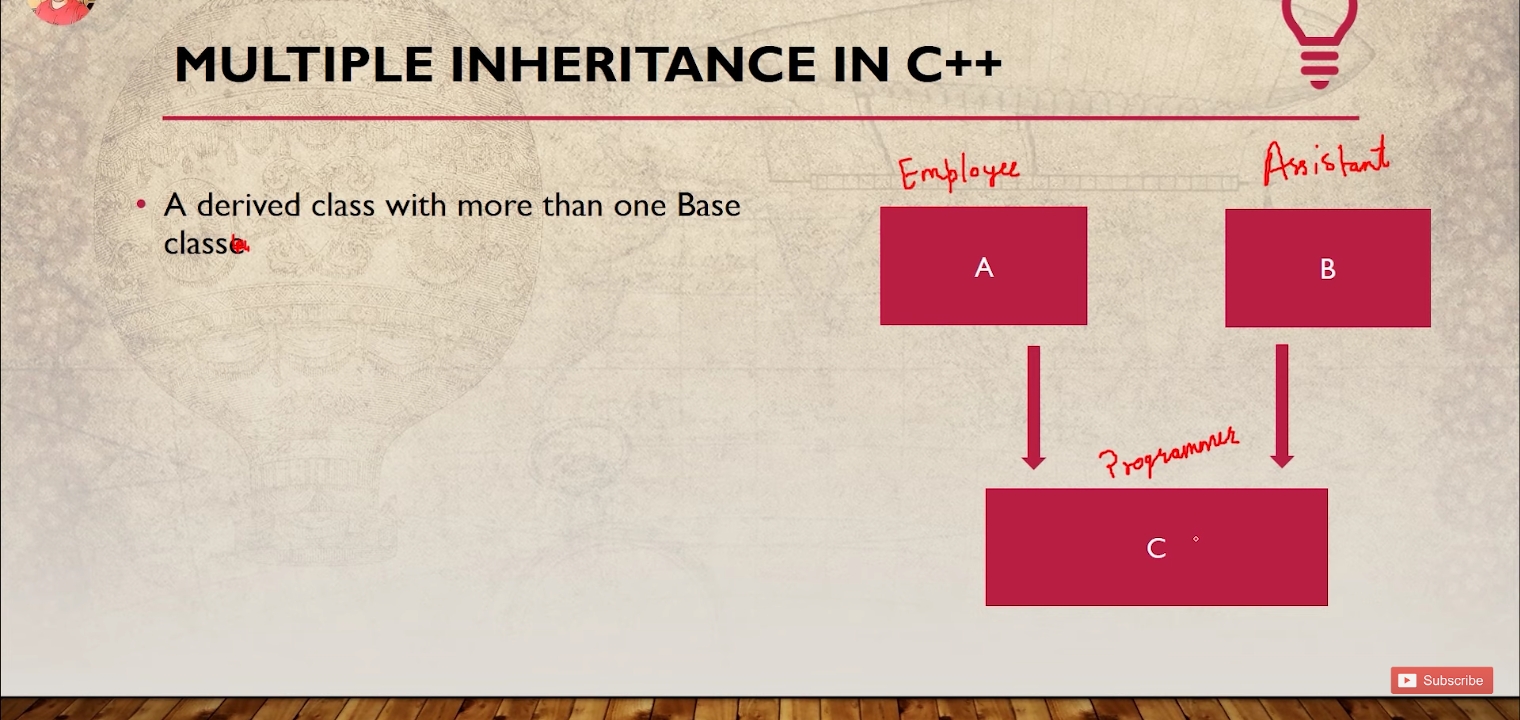 MULTIPLE INHERITANCE IN C++
• A derived class with more than one Base
classe
Employee
Assistant
A
B
Programmer
C
Subscribe